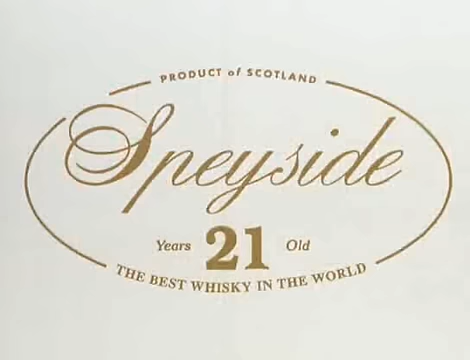 PRODUCT of SCOTLAND
Speyside
Years 21 Old
THE BEST WHISKY IN THE WORLD